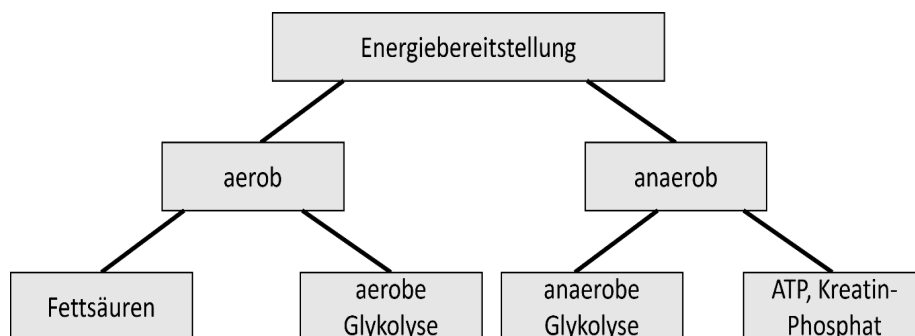 Energiebereitstellung
aerob
anaerob
Fettsäuren
aerobe
Glykolyse
anaerobe
Glykolyse
ATP, Kreatin-
Phosphat